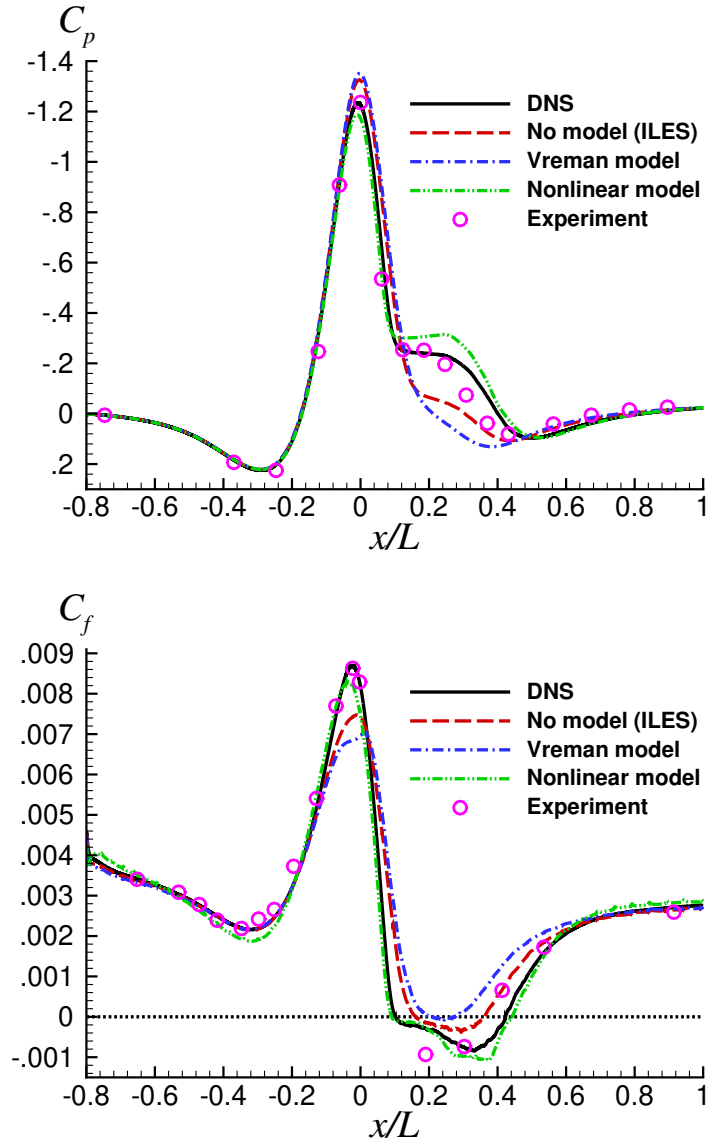 C_p
-1.4
-1.2
-1
-.8
-.6
-.4
-.2
0
.2
-0.8 -0.6 -0.4 -0.2 0 0.2 0.4 0.6 0.8 1
x/L
DNS
No model (ILES)
Vreman model
Nonlinear model
Experiment
C_f
.009
.008
.007
.006
.005
.004
.003
.002
.001
0
-.001
-0.8 -0.6 -0.4 -0.2 0 0.2 0.4 0.6 0.8 1
x/L
DNS
No model (ILES)
Vreman model
Nonlinear model
Experiment